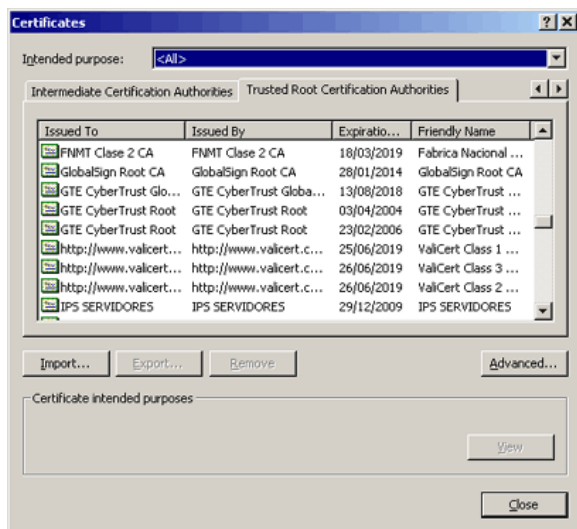 Certificates
Intended purpose: <All>
Intermediate Certification Authorities Trusted Root Certification Authorities
Issued To Issued By Expiratio... Friendly Name
FNMT Clase 2 CA FNMT Clase 2 CA 18/03/2019 Fabrica Nacional ...
GlobalSign Root CA GlobalSign Root CA 28/01/2014 GlobalSign Root CA
GTE CyberTrust Glo... GTE CyberTrust Globa... 13/08/2018 GTE CyberTrust ...
GTE CyberTrust Root GTE CyberTrust Root 03/04/2004 GTE CyberTrust ...
GTE CyberTrust Root GTE CyberTrust Root 23/02/2006 GTE CyberTrust ...
http://www.valicert.... http://www.valicert.c... 25/06/2019 ValiCert Class 1 ...
http://www.valicert.... http://www.valicert.c... 26/06/2019 ValiCert Class 3 ...
http://www.valicert.... http://www.valicert.c... 26/06/2019 ValiCert Class 2 ...
IPS SERVIDORES IPS SERVIDORES 29/12/2009 IPS SERVIDORES
Import... Export... Remove Advanced...
Certificate intended purposes
View
Close